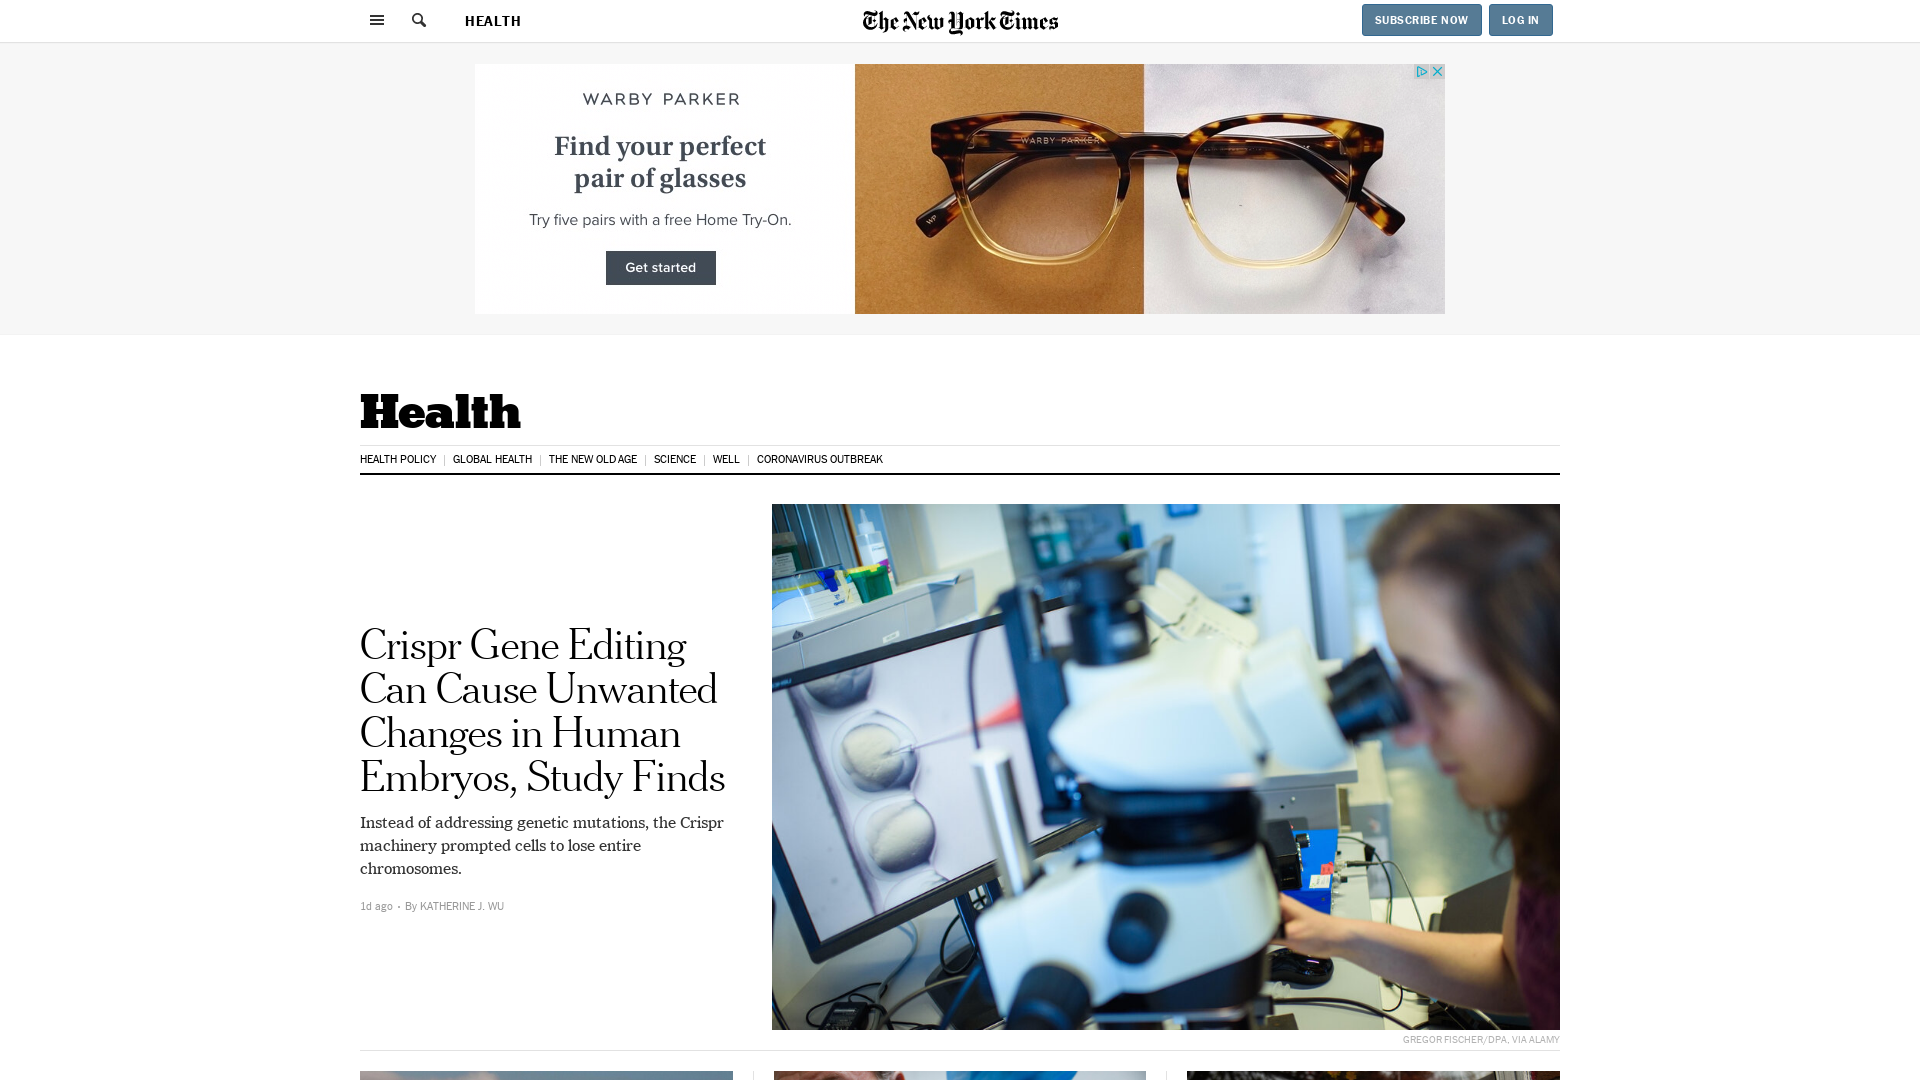 HEALTH
The New York Times
SUBSCRIBE NOW
LOG IN
WARBY PARKER
Find your perfect
pair of glasses
Try five pairs with a free Home Try-On.
Get started
WARBY PARKER
WP
Health
HEALTH POLICY
GLOBAL HEALTH
THE NEW OLD AGE
SCIENCE
WELL
CORONAVIRUS OUTBREAK
Crispr Gene Editing
Can Cause Unwanted
Changes in Human
Embryos, Study Finds
Instead of addressing genetic mutations, the Crispr
machinery prompted cells to lose entire
chromosomes.
1d ago • By KATHERINE J. WU
GREGOR FISCHER/DPA, VIA ALAMY